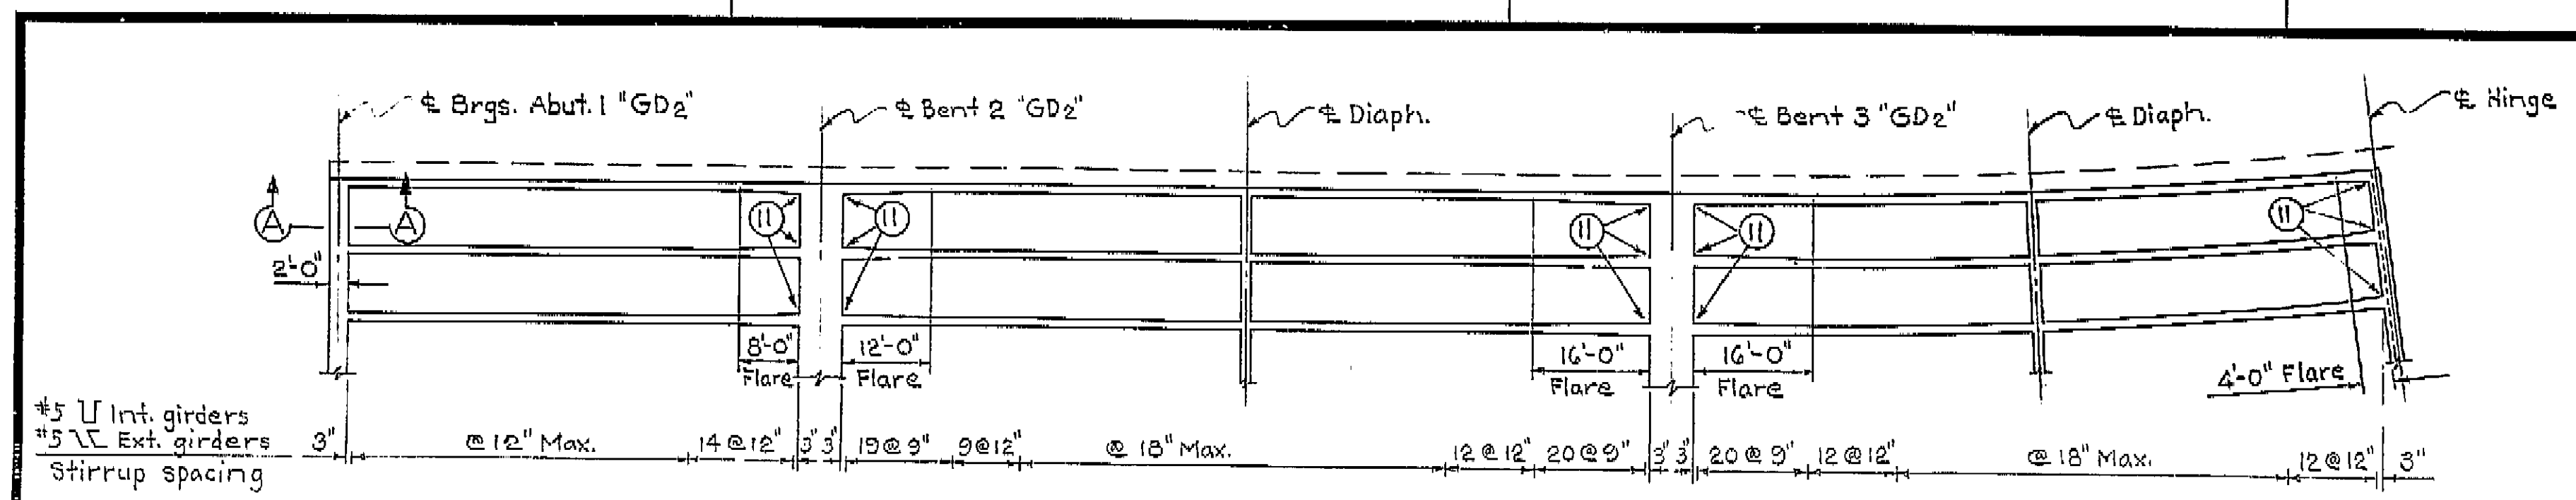 ℄ Brgs. Abut. 1 "GD2"
℄ Bent 2 "GD2"
℄ Diaph.
℄ Bent 3 "GD2"
℄ Diaph.
℄ Hinge
A
A
11
11
11
11
11
2'-0"
8'-0"
Flare
12'-0"
Flare
16'-0"
Flare
16'-0"
Flare
4'-0" Flare
#5 Int. girders
#5 Ext. girders
Stirrup spacing
3"
@ 12" Max.
14 @ 12"
3"
3"
19 @ 9"
9 @ 12"
@ 18" Max.
12 @ 12"
20 @ 9"
3"
3"
20 @ 9"
12 @ 12"
@ 18" Max.
12 @ 12"
3"